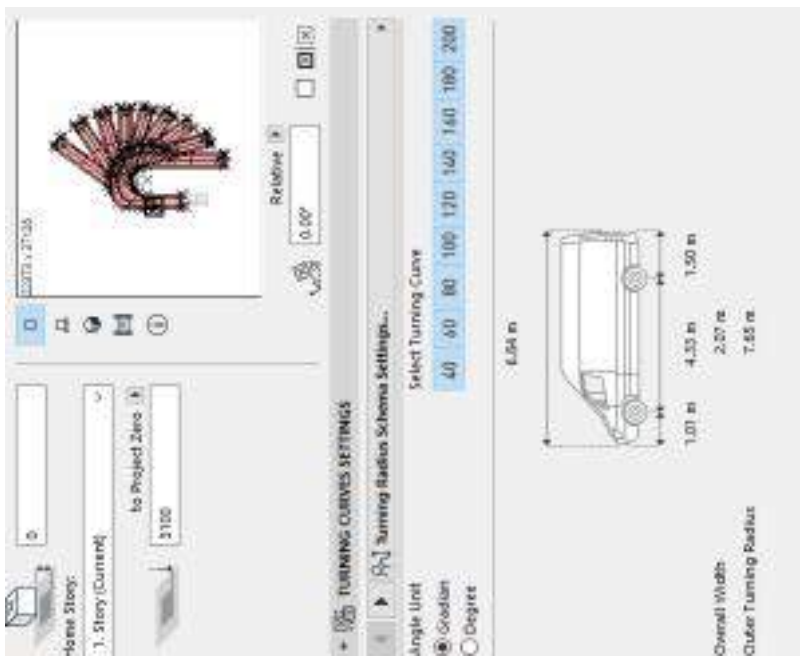 0
Home Story:
1. Story (Current)
to Project Zero
3100
Relative
0.00°
TURNING CURVES SETTINGS
Turning Radius Schema Settings...
Angle Unit
Gradian
Degree
Select Turning Curve
40 60 80 100 120 140 160 180 200
6.84 m
1.01 m 4.33 m 1.50 m
Overall Width 2.07 m
Outer Turning Radius 7.65 m